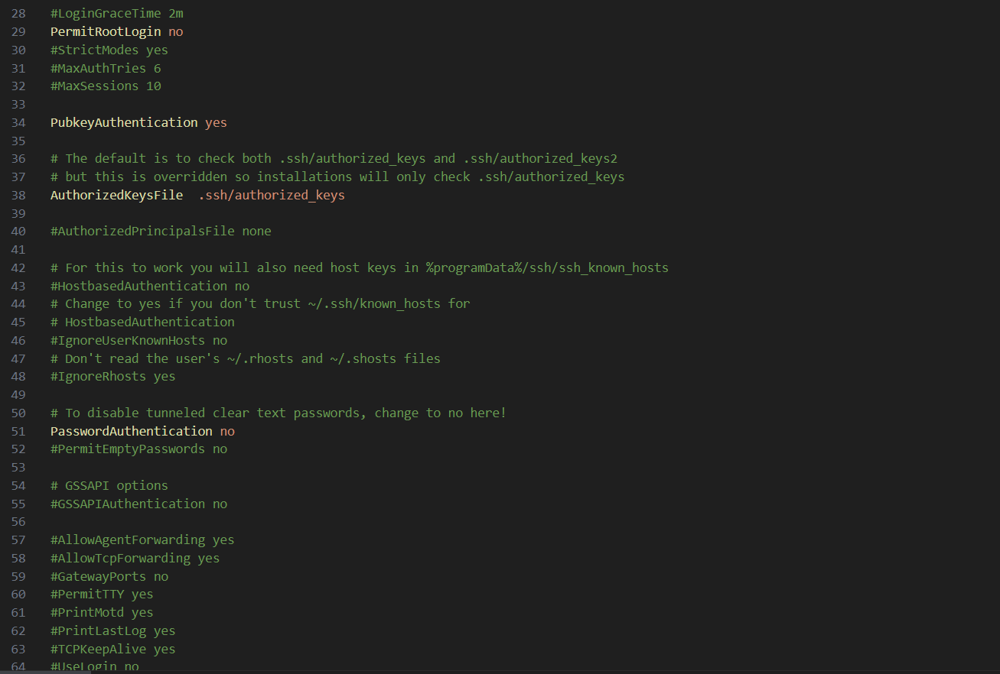 28 #LoginGraceTime 2m
29 PermitRootLogin no
30 #StrictModes yes
31 #MaxAuthTries 6
32 #MaxSessions 10
33
34 PubkeyAuthentication yes
35
36 # The default is to check both .ssh/authorized_keys and .ssh/authorized_keys2
37 # but this is overridden so installations will only check .ssh/authorized_keys
38 AuthorizedKeysFile  .ssh/authorized_keys
39
40 #AuthorizedPrincipalsFile none
41
42 # For this to work you will also need host keys in %programData%/ssh/ssh_known_hosts
43 #HostbasedAuthentication no
44 # Change to yes if you don't trust ~/.ssh/known_hosts for
45 # HostbasedAuthentication
46 #IgnoreUserKnownHosts no
47 # Don't read the user's ~/.rhosts and ~/.shosts files
48 #IgnoreRhosts yes
49
50 # To disable tunneled clear text passwords, change to no here!
51 PasswordAuthentication no
52 #PermitEmptyPasswords no
53
54 # GSSAPI options
55 #GSSAPIAuthentication no
56
57 #AllowAgentForwarding yes
58 #AllowTcpForwarding yes
59 #GatewayPorts no
60 #PermitTTY yes
61 #PrintMotd yes
62 #PrintLastLog yes
63 #TCPKeepAlive yes
64 #UseLogin no